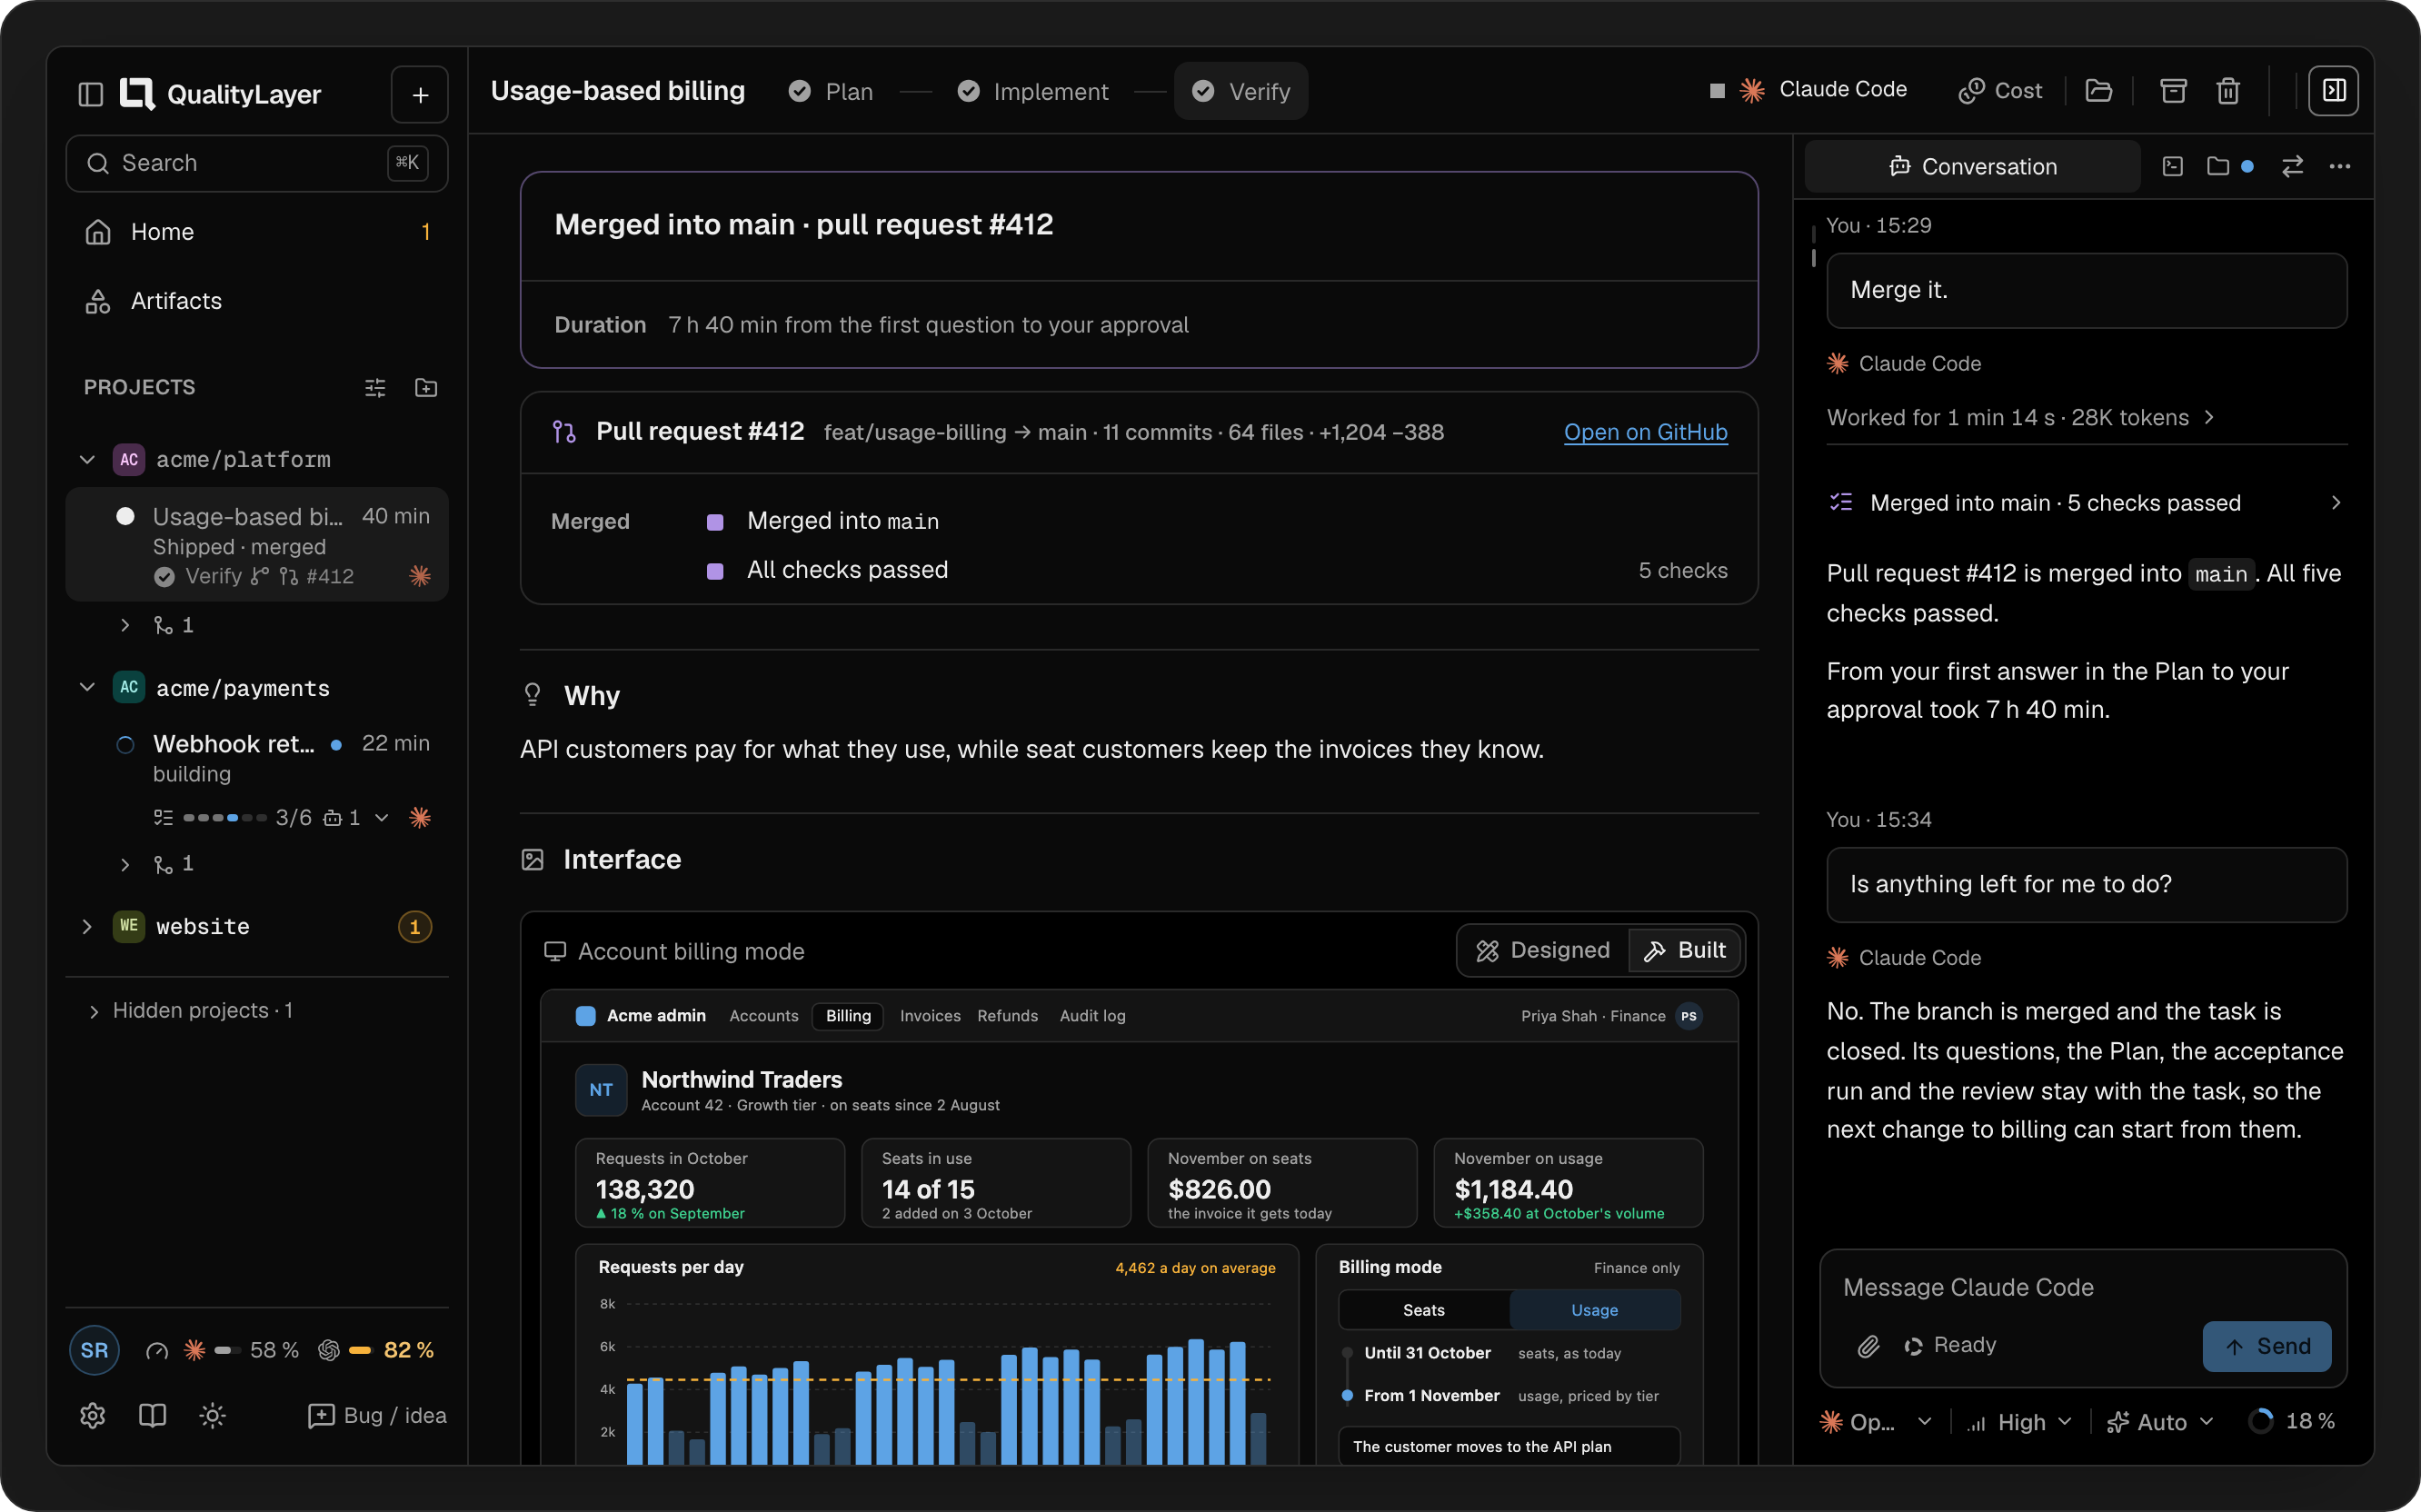 QualityLayer
+
Search
⌘K
Home
1
Artifacts
PROJECTS
AC
acme/platform
Usage-based bi...
40 min
Shipped · merged
Verify
#412
1
AC
acme/payments
Webhook ret...
22 min
building
3/6
1
1
WE
website
1
Hidden projects · 1
SR
58 %
82 %
Bug / idea
Usage-based billing
Plan
Implement
Verify
Claude Code
Cost
Merged into main · pull request #412
Duration
7 h 40 min from the first question to your approval
Pull request #412
feat/usage-billing → main · 11 commits · 64 files · +1,204 −388
Open on GitHub
Merged
Merged into main
All checks passed
5 checks
Why
API customers pay for what they use, while seat customers keep the invoices they know.
Interface
Account billing mode
Designed
Built
Acme admin
Accounts
Billing
Invoices
Refunds
Audit log
Priya Shah · Finance
PS
NT
Northwind Traders
Account 42 · Growth tier · on seats since 2 August
Requests in October
138,320
▲ 18 % on September
Seats in use
14 of 15
2 added on 3 October
November on seats
$826.00
the invoice it gets today
November on usage
$1,184.40
+$358.40 at October's volume
Requests per day
4,462 a day on average
8k
6k
4k
2k
Billing mode
Finance only
Seats
Usage
Until 31 October
seats, as today
From 1 November
usage, priced by tier
The customer moves to the API plan
Conversation
You · 15:29
Merge it.
Claude Code
Worked for 1 min 14 s · 28K tokens
Merged into main · 5 checks passed
Pull request #412 is merged into main. All five
checks passed.
From your first answer in the Plan to your
approval took 7 h 40 min.
You · 15:34
Is anything left for me to do?
Claude Code
No. The branch is merged and the task is
closed. Its questions, the Plan, the acceptance
run and the review stay with the task, so the
next change to billing can start from them.
Message Claude Code
Ready
Send
Op...
High
Auto
18 %